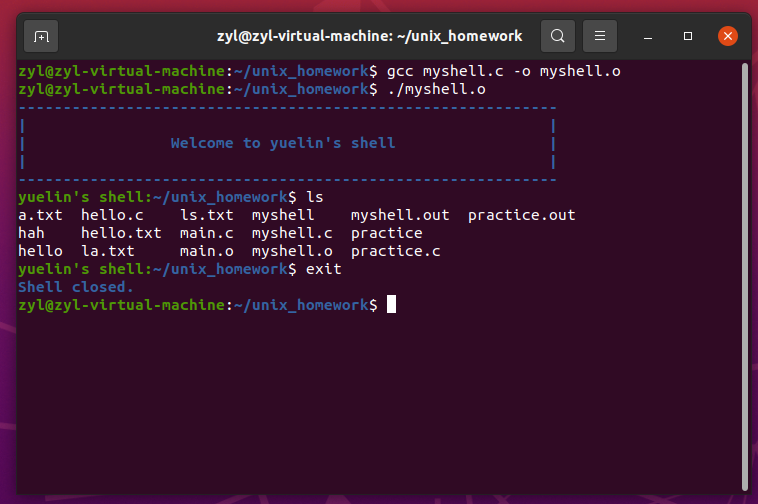 zyl@zyl-virtual-machine: ~/unix_homework
zyl@zyl-virtual-machine:~/unix_homework$ gcc myshell.c -o myshell.o
zyl@zyl-virtual-machine:~/unix_homework$ ./myshell.o
------------------------------------------------------------
|                                                          |
|                Welcome to yuelin's shell                 |
|                                                          |
------------------------------------------------------------
yuelin's shell:~/unix_homework$ ls
a.txt  hello.c    ls.txt  myshell    myshell.out  practice.out
hah    hello.txt  main.c  myshell.c  practice
hello  la.txt     main.o  myshell.o  practice.c
yuelin's shell:~/unix_homework$ exit
Shell closed.
zyl@zyl-virtual-machine:~/unix_homework$